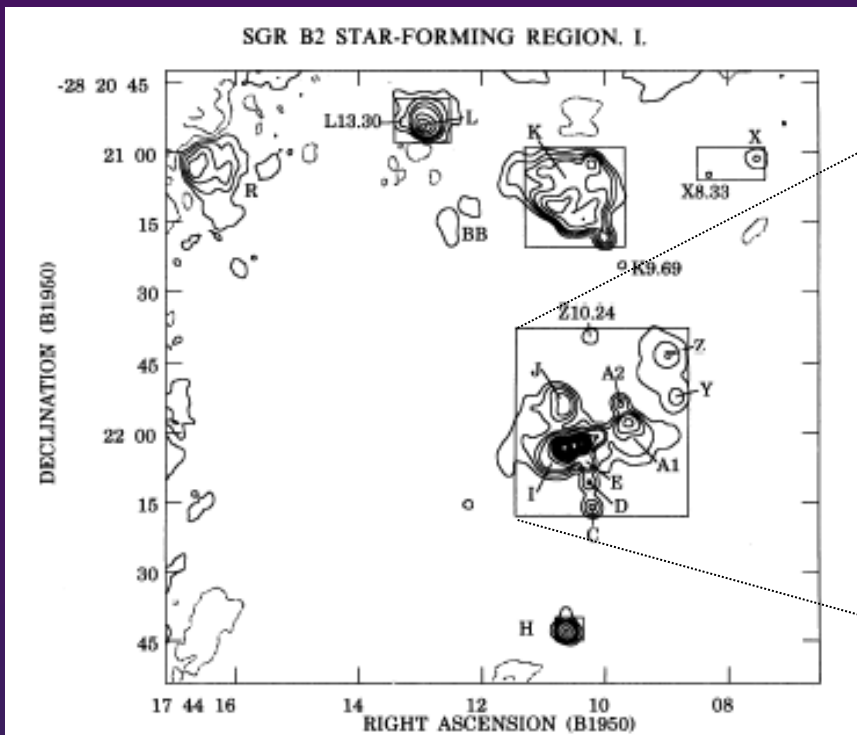 SGR B2 STAR-FORMING REGION. I.
-28 20 45
L13.30
L
K
X
21 00
X8.33
R
15
BB
K9.69
30
Z10.24
Z
45
J
A2
Y
22 00
A1
E
I
D
15
C
30
H
45
17 44 16
14
12
10
08
RIGHT ASCENSION (B1950)
DECLINATION (B1950)